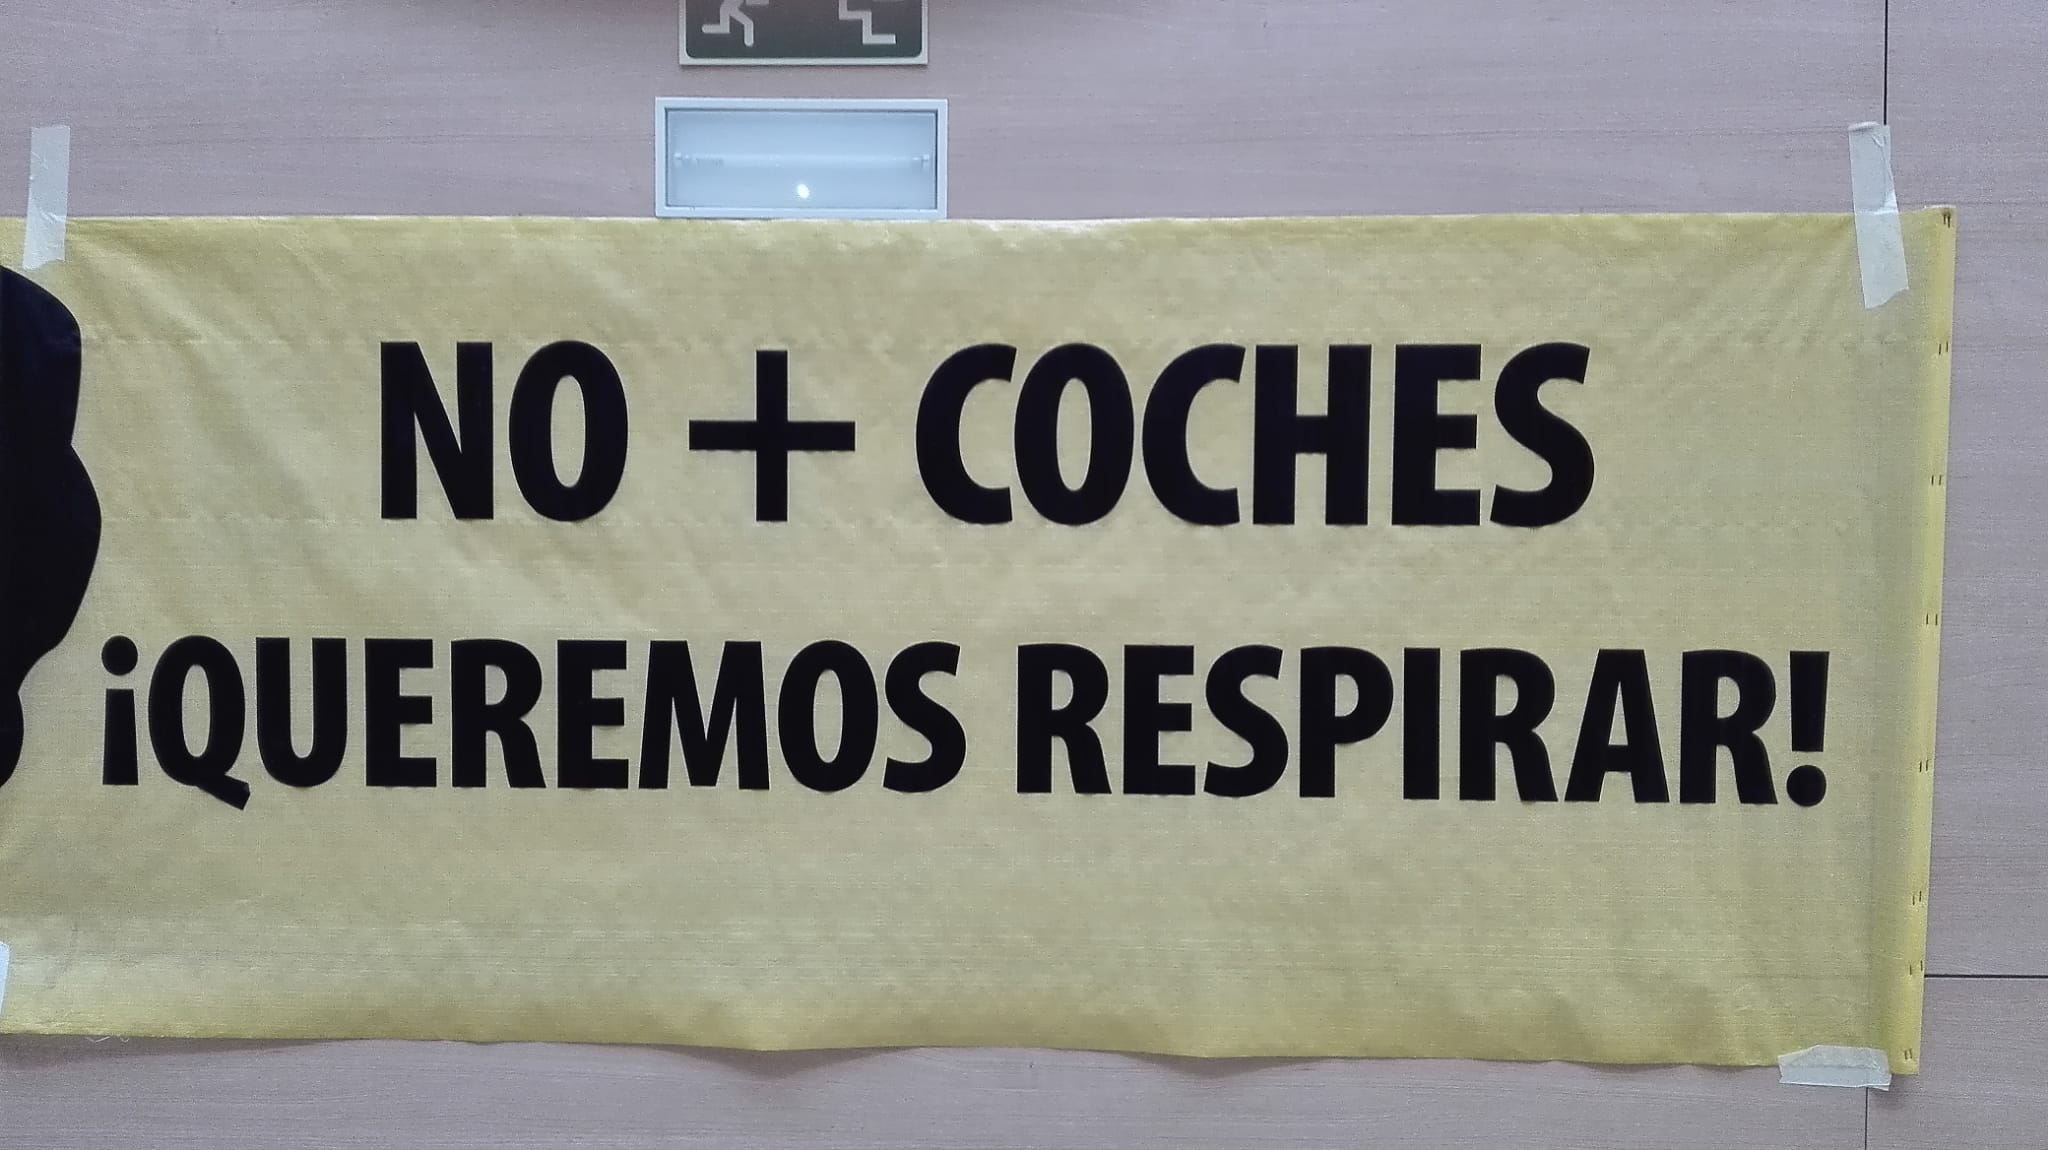 NO + COCHES
¡QUEREMOS RESPIRAR!